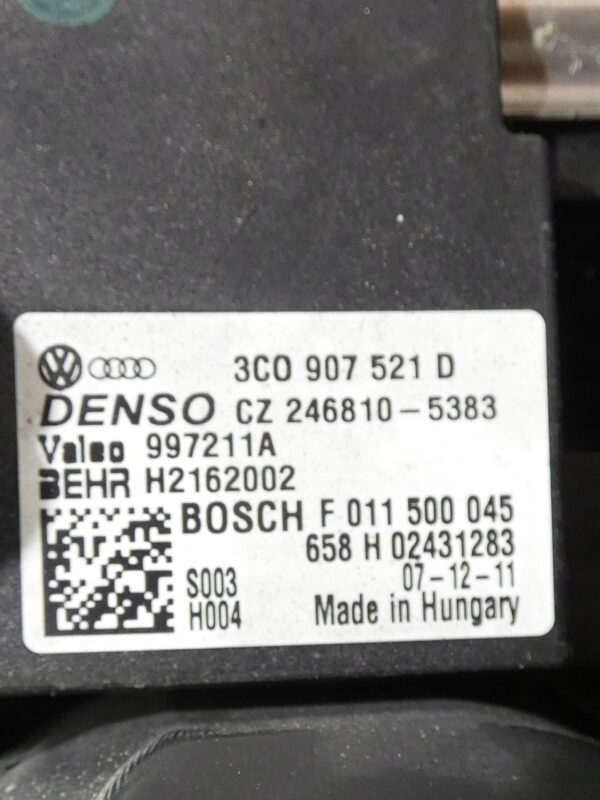 3C0 907 521 D
DENSO CZ 246810-5383
Valeo 997211A
BEHR H2162002
BOSCH F 011 500 045
658 H 02431283
S003 07-12-11
H004 Made in Hungary